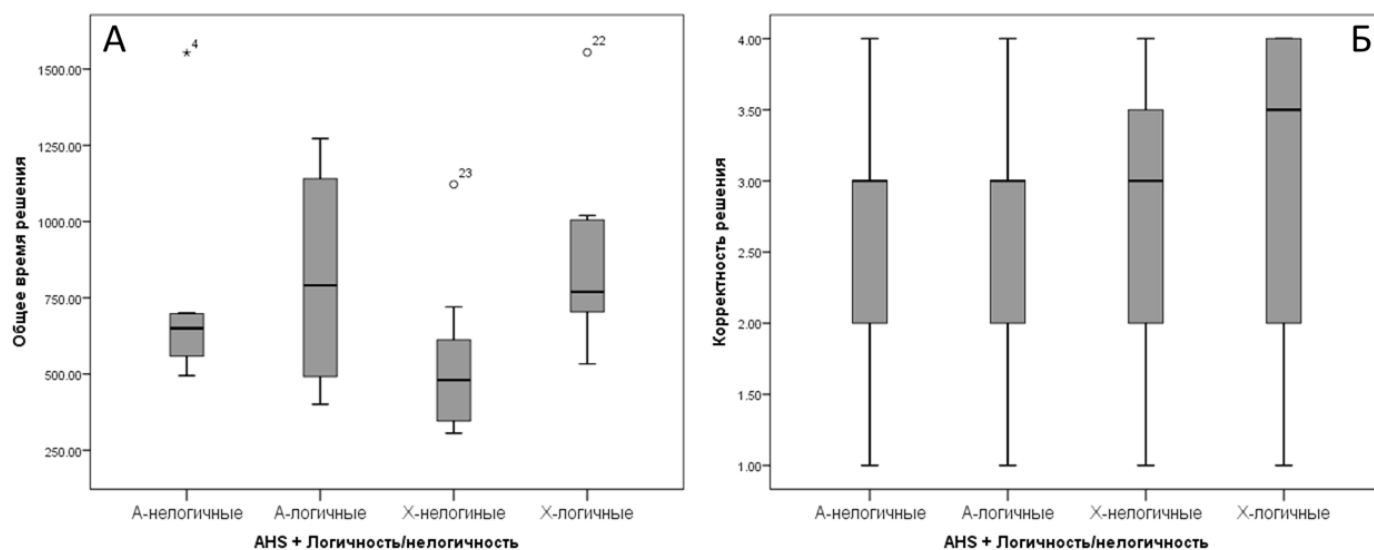 А
Общее время решения
1500.00
1250.00
1000.00
750.00
500.00
250.00
*4
22
23
А-нелогичные
А-логичные
Х-нелогиные
Х-логичные
AHS + Логичность/нелогичность
Б
Корректность решения
4.00
3.50
3.00
2.50
2.00
1.50
1.00
А-нелогичные
А-логичные
Х-нелогичные
Х-логичные
AHS + Логичность/нелогичность